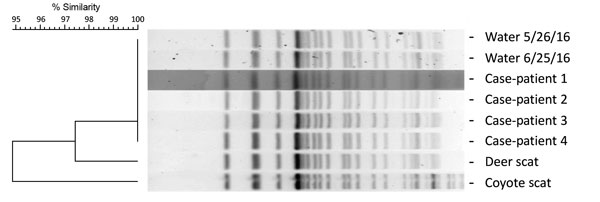 % Similarity
95 96 97 98 99 100
- Water 5/26/16
- Water 6/25/16
- Case-patient 1
- Case-patient 2
- Case-patient 3
- Case-patient 4
- Deer scat
- Coyote scat